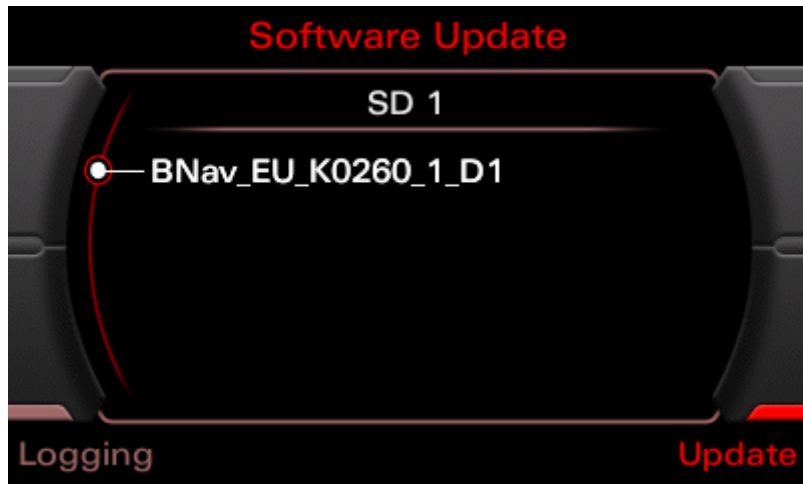 Software Update
SD 1
BNav_EU_K0260_1_D1
Logging
Update